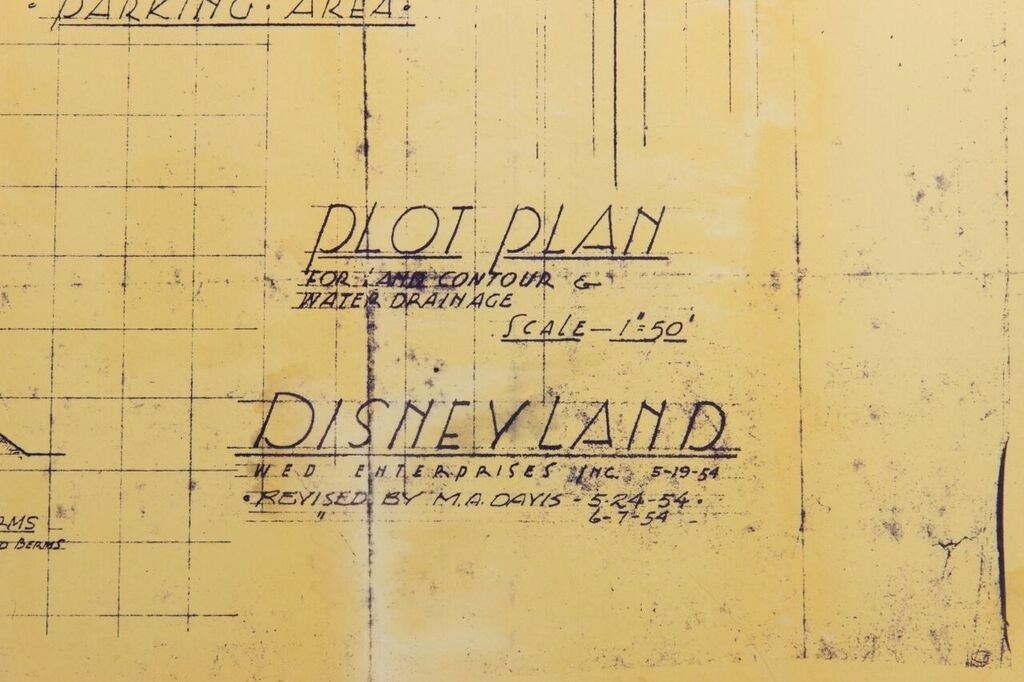 PARKING · AREA ·
PLOT PLAN
FOR LAND CONTOUR &
WATER DRAINAGE
SCALE - 1"=50'
DISNEYLAND
WED ENTERPRISES INC. 5-19-54
• REVISED BY M.A. DAVIS - 5-24-54 •
" 6-7-54 -
BERMS